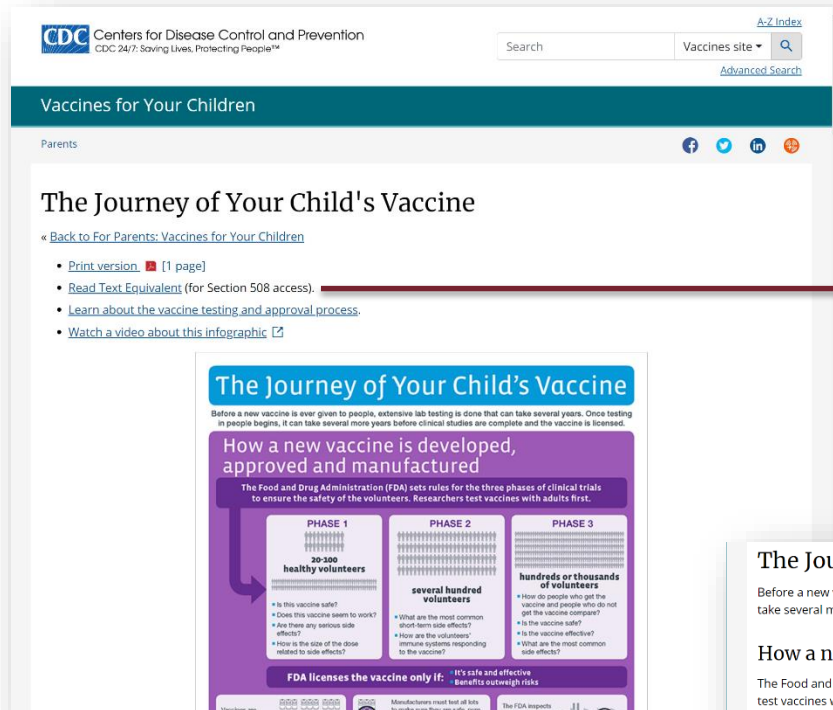 A-Z Index
CDC Centers for Disease Control and Prevention
CDC 24/7: Saving Lives, Protecting People™
Search
Vaccines site
Advanced Search
Vaccines for Your Children
Parents
The Journey of Your Child's Vaccine
« Back to For Parents: Vaccines for Your Children
• Print version [1 page]
• Read Text Equivalent (for Section 508 access).
• Learn about the vaccine testing and approval process.
• Watch a video about this infographic
The Journey of Your Child's Vaccine
Before a new vaccine is ever given to people, extensive lab testing is done that can take several years. Once testing
in people begins, it can take several more years before clinical studies are complete and the vaccine is licensed.
How a new vaccine is developed,
approved and manufactured
The Food and Drug Administration (FDA) sets rules for the three phases of clinical trials
to ensure the safety of the volunteers. Researchers test vaccines with adults first.
PHASE 1
20-100
healthy volunteers
• Is this vaccine safe?
• Does this vaccine seem to work?
• Are there any serious side
effects?
• How is the size of the dose
related to side effects?
PHASE 2
several hundred
volunteers
• What are the most common
short-term side effects?
• How are the volunteers'
immune systems responding
to the vaccine?
PHASE 3
hundreds or thousands
of volunteers
• How do people who get the
vaccine and people who do not
get the vaccine compare?
• Is the vaccine safe?
• Is the vaccine effective?
• What are the most common
side effects?
FDA licenses the vaccine only if:
• It's safe and effective
• Benefits outweigh risks
Manufacturers must test all lots
The FDA inspects
The Jou
Before a new
take several m
How a n
The Food and
test vaccines